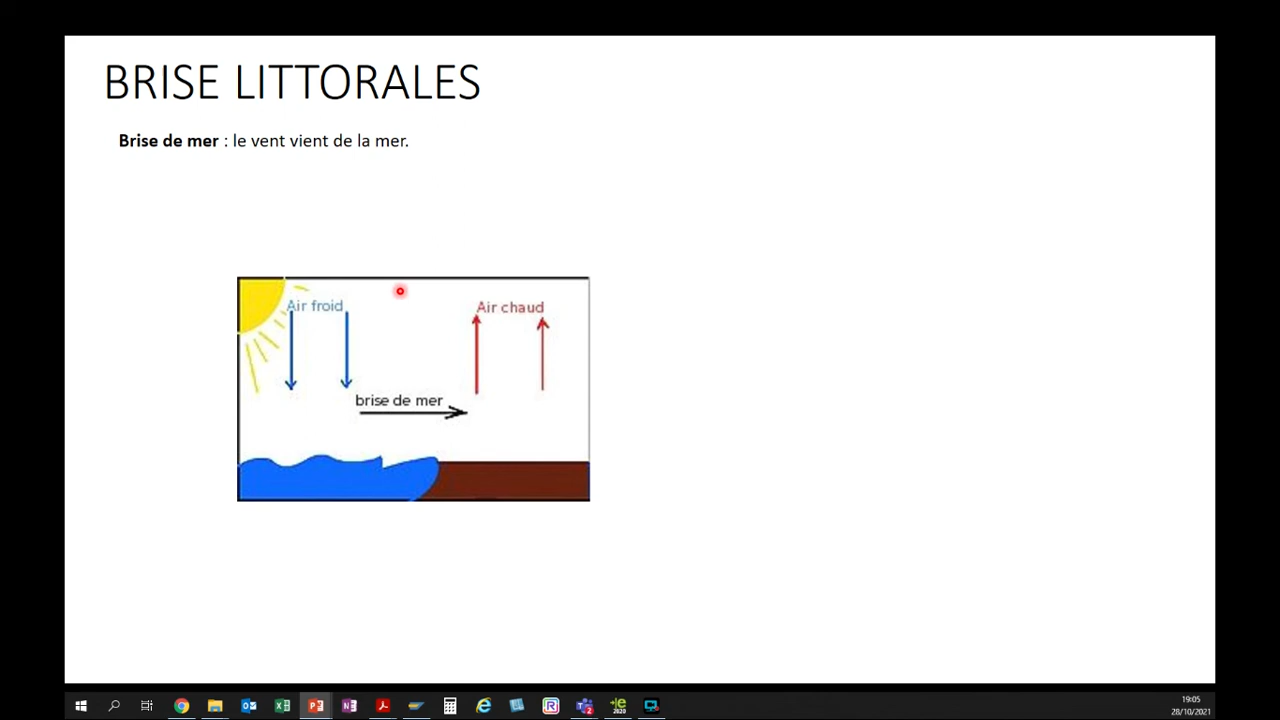 BRISE LITTORALES
Brise de mer : le vent vient de la mer.
Air froid
Air chaud
brise de mer
19:05
28/10/2021